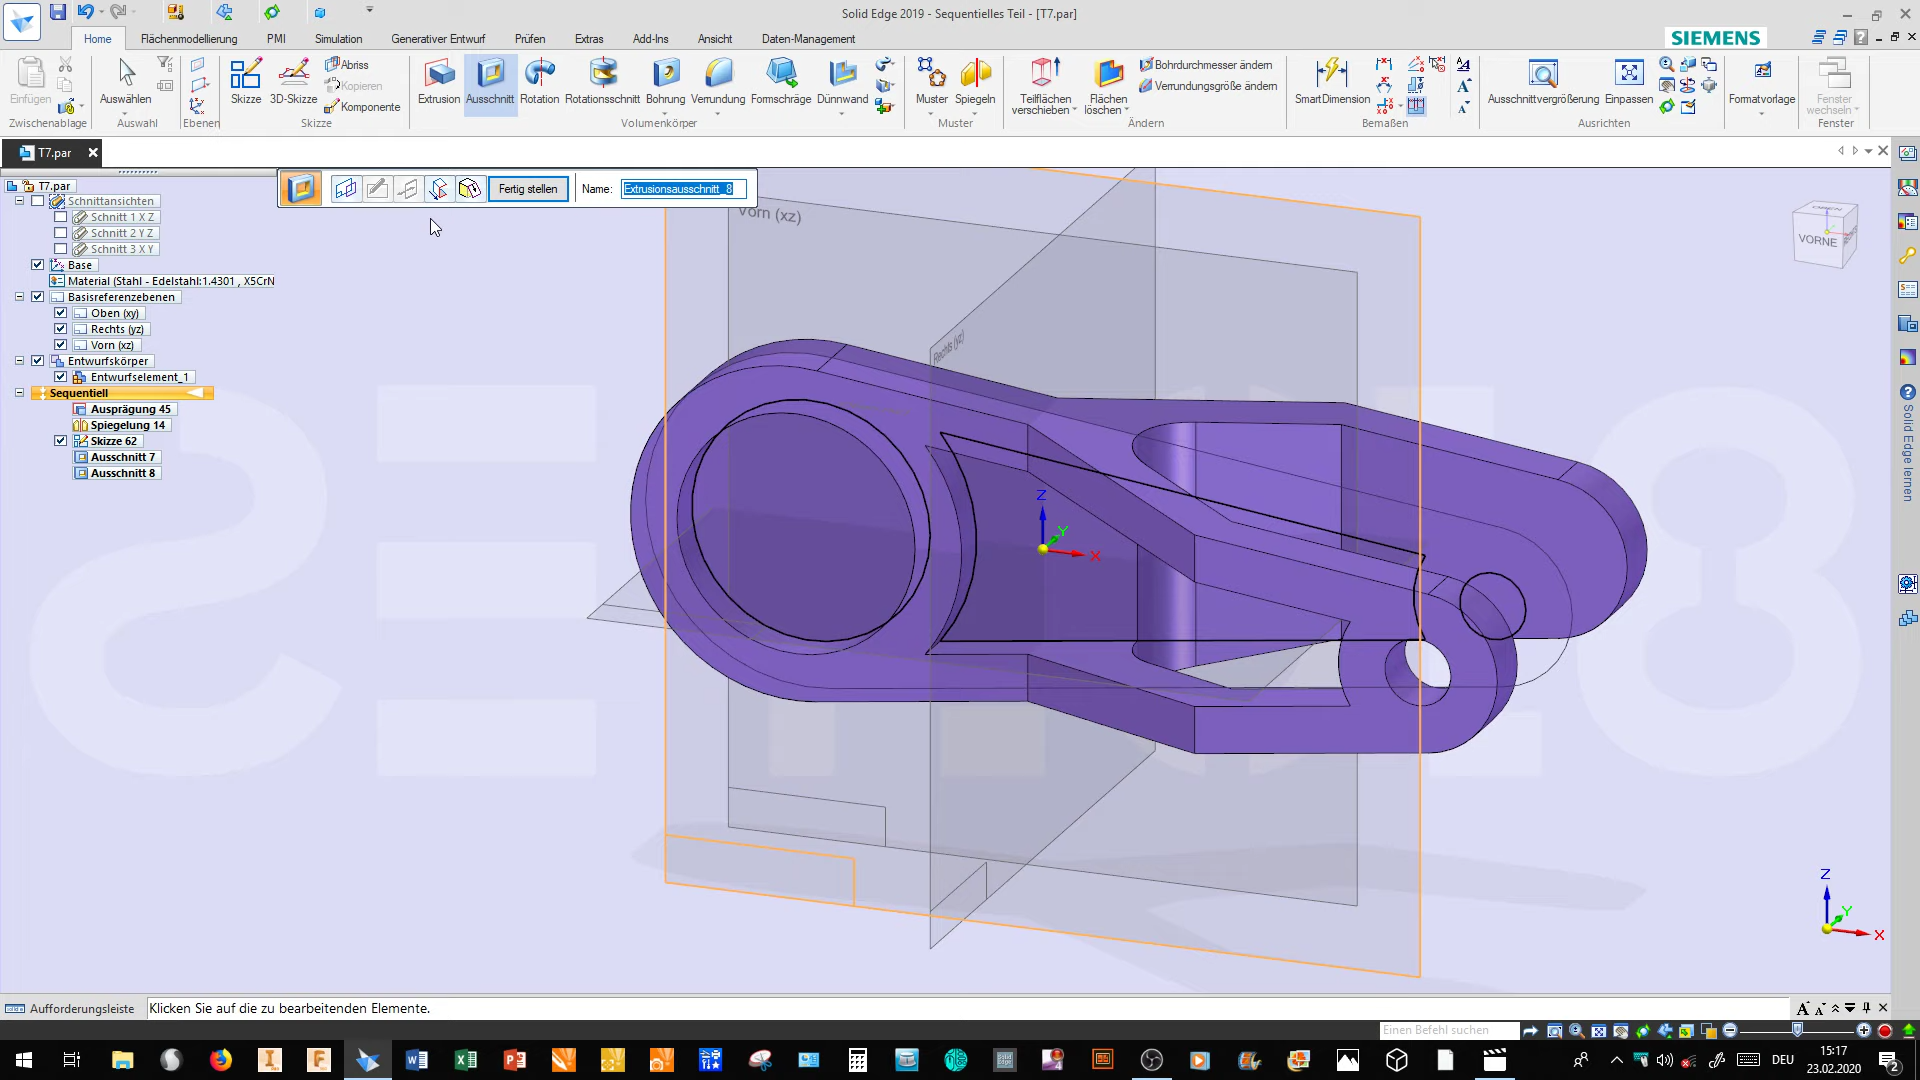 Solid Edge 2019 - Sequentielles Teil - [T7.par]
Home Flächenmodellierung PMI Simulation Generativer Entwurf Prüfen Extras Add-Ins Ansicht Daten-Management
SIEMENS
Einfügen
Zwischenablage
Auswählen
Auswahl
Ebenen
Skizze
3D-Skizze
Abriss
Kopieren
Komponente
Skizze
Extrusion
Ausschnitt
Rotation
Rotationsschnitt
Bohrung
Verrundung
Formschräge
Dünnwand
Volumenkörper
Muster
Spiegeln
Muster
Teilflächen verschieben
Flächen löschen
Bohrdurchmesser ändern
Verrundungsgröße ändern
Ändern
SmartDimension
Bemaßen
Ausschnittvergrößerung
Einpassen
Ausrichten
Formatvorlage
Fenster wechseln
Fenster
T7.par
Fertig stellen
Name:
Extrusionsausschnitt_8
T7.par
Schnittansichten
Schnitt 1 X Z
Schnitt 2 Y Z
Schnitt 3 X Y
Base
Material (Stahl - Edelstahl:1.4301 , X5CrN
Basisreferenzebenen
Oben (xy)
Rechts (yz)
Vorn (xz)
Entwurfskörper
Entwurfselement_1
Sequentiell
Ausprägung 45
Spiegelung 14
Skizze 62
Ausschnitt 7
Ausschnitt 8
Vorn (xz)
Rechts (yz)
Z
Y
X
OBEN
VORNE
Z
Y
X
Solid Edge lernen
Aufforderungsleiste
Klicken Sie auf die zu bearbeitenden Elemente.
Einen Befehl suchen
DEU
15:17
23.02.2020
2